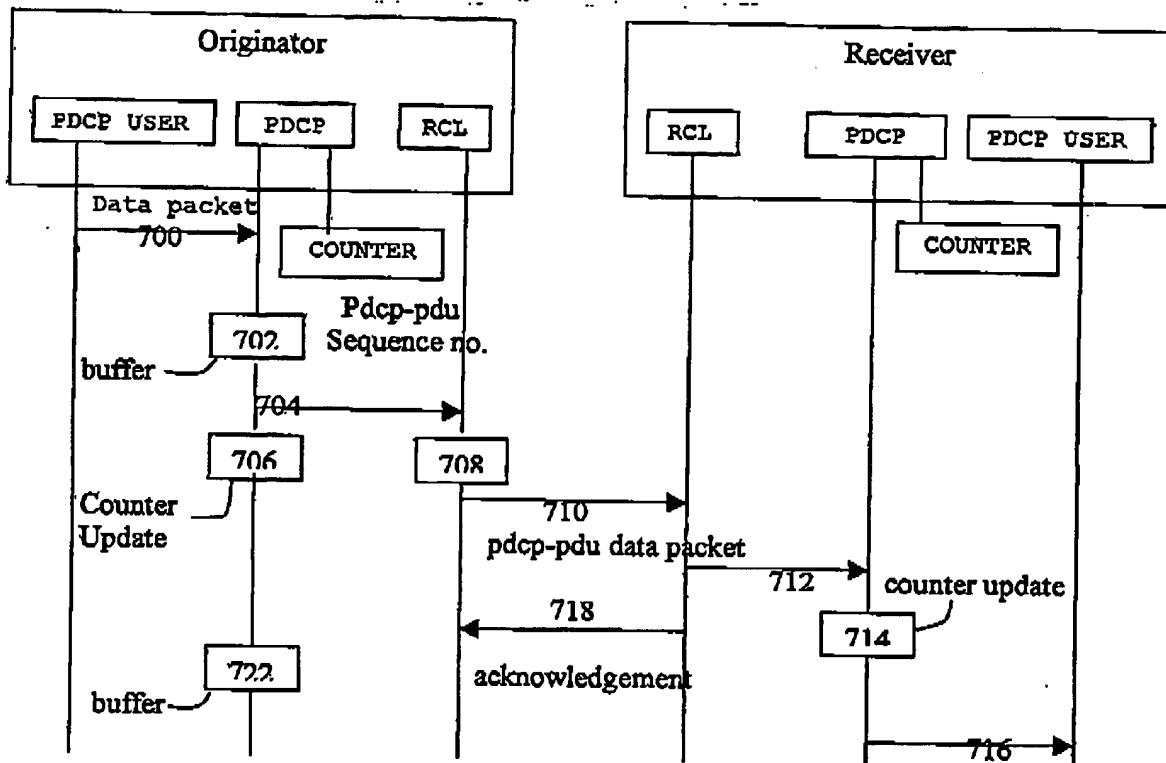 Originator
Receiver
PDCP USER
PDCP
RCL
RCL
PDCP
PDCP USER
Data packet
700
COUNTER
COUNTER
Pdcp-pdu
Sequence no.
702
buffer
704
706
708
Counter
Update
710
pdcp-pdu data packet
712
counter update
714
718
acknowledgement
722
buffer
716